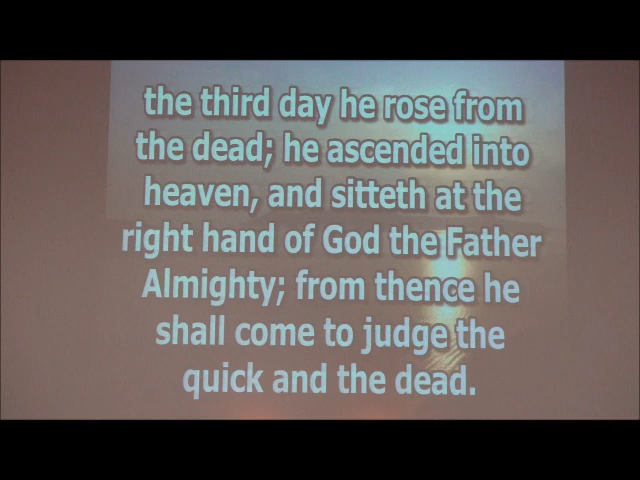 the third day he rose from
the dead; he ascended into
heaven, and sitteth at the
right hand of God the Father
Almighty; from thence he
shall come to judge the
quick and the dead.